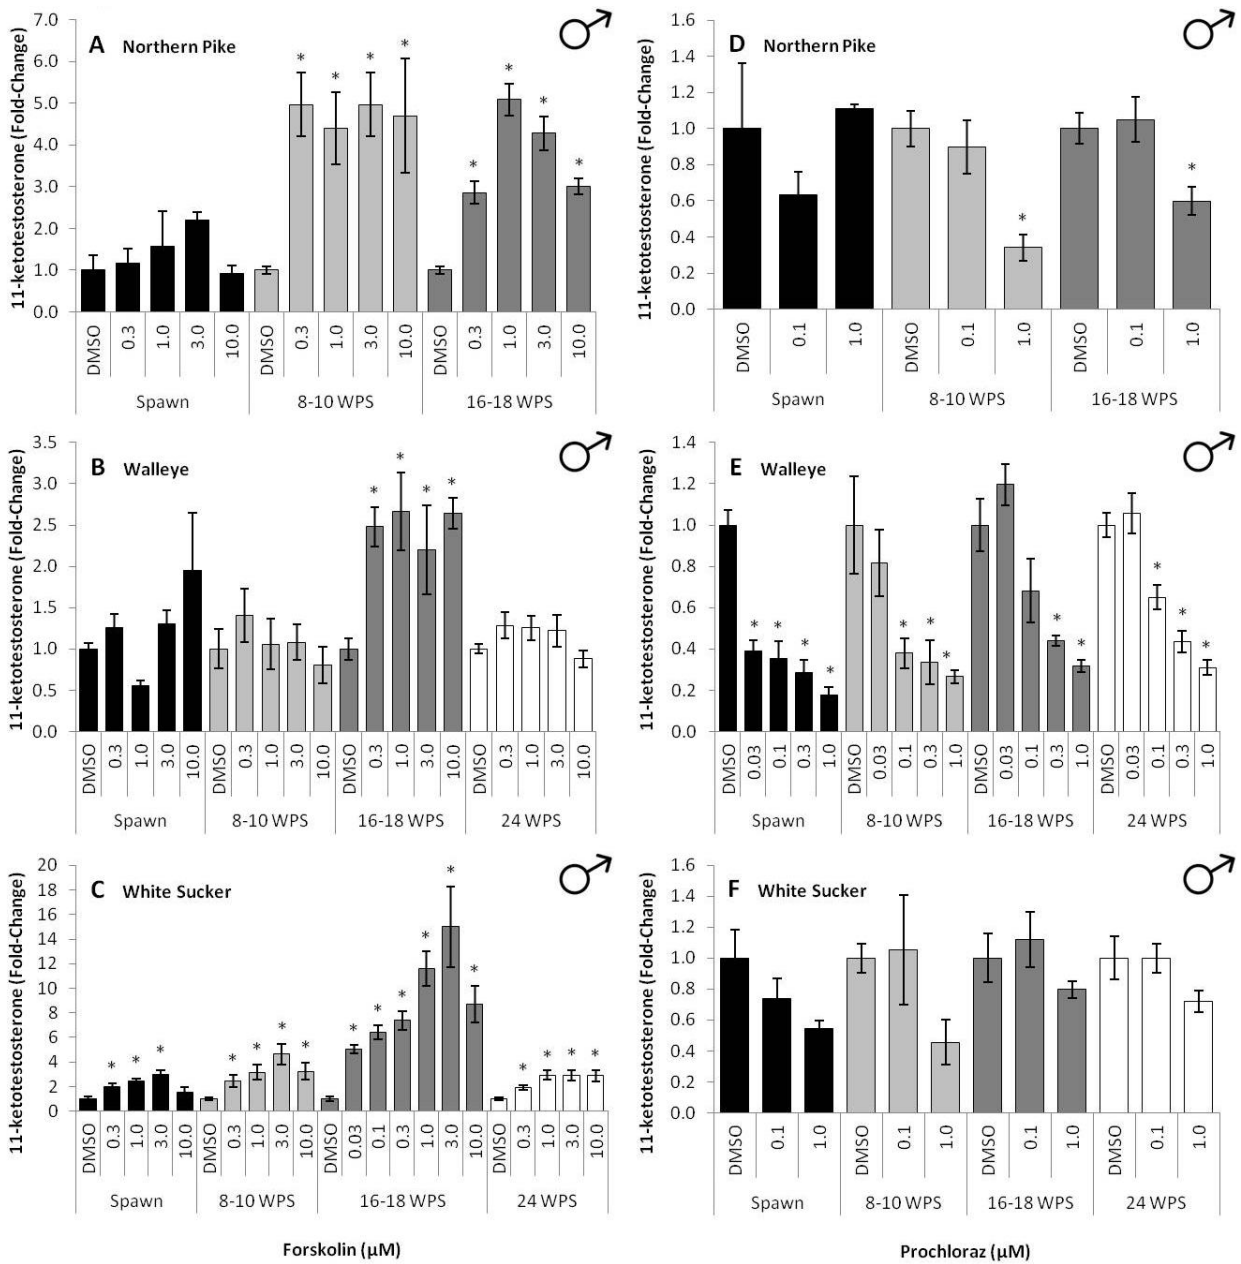 A Northern Pike
11-ketotestosterone (Fold-Change)
7.0
6.0
5.0
4.0
3.0
2.0
1.0
0.0
* * * * * * * *
DMSO 0.3 1.0 3.0 10.0 DMSO 0.3 1.0 3.0 10.0 DMSO 0.3 1.0 3.0 10.0
Spawn 8-10 WPS 16-18 WPS
D Northern Pike
11-ketotestosterone (Fold-Change)
1.6
1.4
1.2
1.0
0.8
0.6
0.4
0.2
0.0
* *
DMSO 0.1 1.0 DMSO 0.1 1.0 DMSO 0.1 1.0
Spawn 8-10 WPS 16-18 WPS
B Walleye
11-ketotestosterone (Fold-Change)
3.5
3.0
2.5
2.0
1.5
1.0
0.5
0.0
* * * *
DMSO 0.3 1.0 3.0 10.0 DMSO 0.3 1.0 3.0 10.0 DMSO 0.3 1.0 3.0 10.0 DMSO 0.3 1.0 3.0 10.0
Spawn 8-10 WPS 16-18 WPS 24 WPS
E Walleye
11-ketotestosterone (Fold-Change)
1.4
1.2
1.0
0.8
0.6
0.4
0.2
0.0
* * * * * * * * * * * *
DMSO 0.03 0.1 0.3 1.0 DMSO 0.03 0.1 0.3 1.0 DMSO 0.03 0.1 0.3 1.0 DMSO 0.03 0.1 0.3 1.0
Spawn 8-10 WPS 16-18 WPS 24 WPS
C White Sucker
11-ketotestosterone (Fold-Change)
20
18
16
14
12
10
8
6
4
2
0
* * * * * * * * * * * * * * * * *
DMSO 0.3 1.0 3.0 10.0 DMSO 0.3 1.0 3.0 10.0 DMSO 0.03 0.1 0.3 1.0 3.0 10.0 DMSO 0.3 1.0 3.0 10.0
Spawn 8-10 WPS 16-18 WPS 24 WPS
Forskolin (μM)
F White Sucker
11-ketotestosterone (Fold-Change)
1.6
1.4
1.2
1.0
0.8
0.6
0.4
0.2
0.0
DMSO 0.1 1.0 DMSO 0.1 1.0 DMSO 0.1 1.0 DMSO 0.1 1.0
Spawn 8-10 WPS 16-18 WPS 24 WPS
Prochloraz (μM)